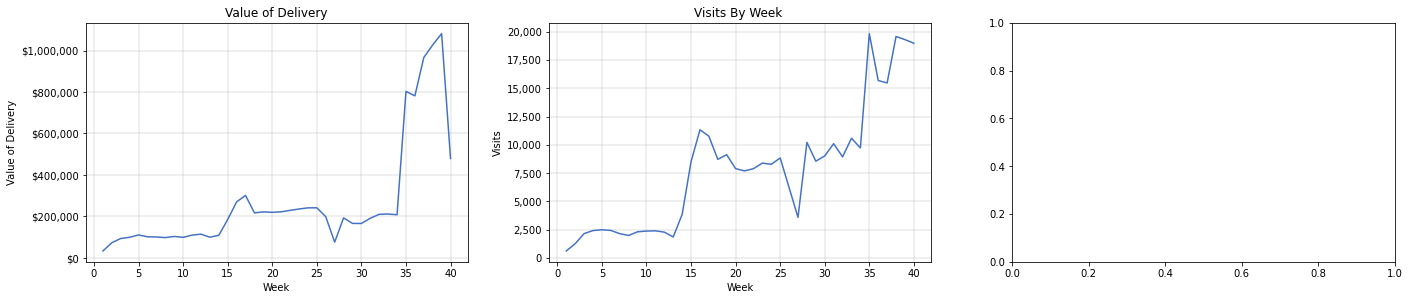 Value of Delivery
Value of Delivery
$1,000,000
$800,000
$600,000
$400,000
$200,000
$0
0 5 10 15 20 25 30 35 40
Week
Visits By Week
Visits
20,000
17,500
15,000
12,500
10,000
7,500
5,000
2,500
0
0 5 10 15 20 25 30 35 40
Week
1.0
0.8
0.6
0.4
0.2
0.0
0.0 0.2 0.4 0.6 0.8 1.0